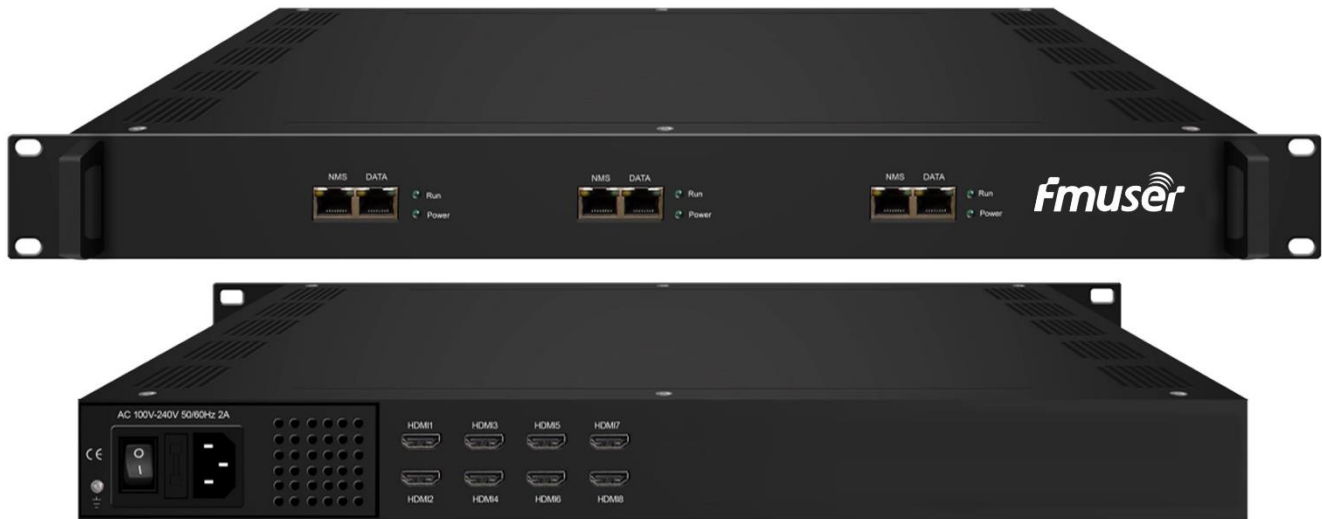 NMS DATA
Run
Power
NMS DATA
Run
Power
NMS DATA
Run
Power
Fmuser
AC 100V-240V 50/60Hz 2A
CE
HDMI1 HDMI3 HDMI5 HDMI7
HDMI2 HDMI4 HDMI6 HDMI8